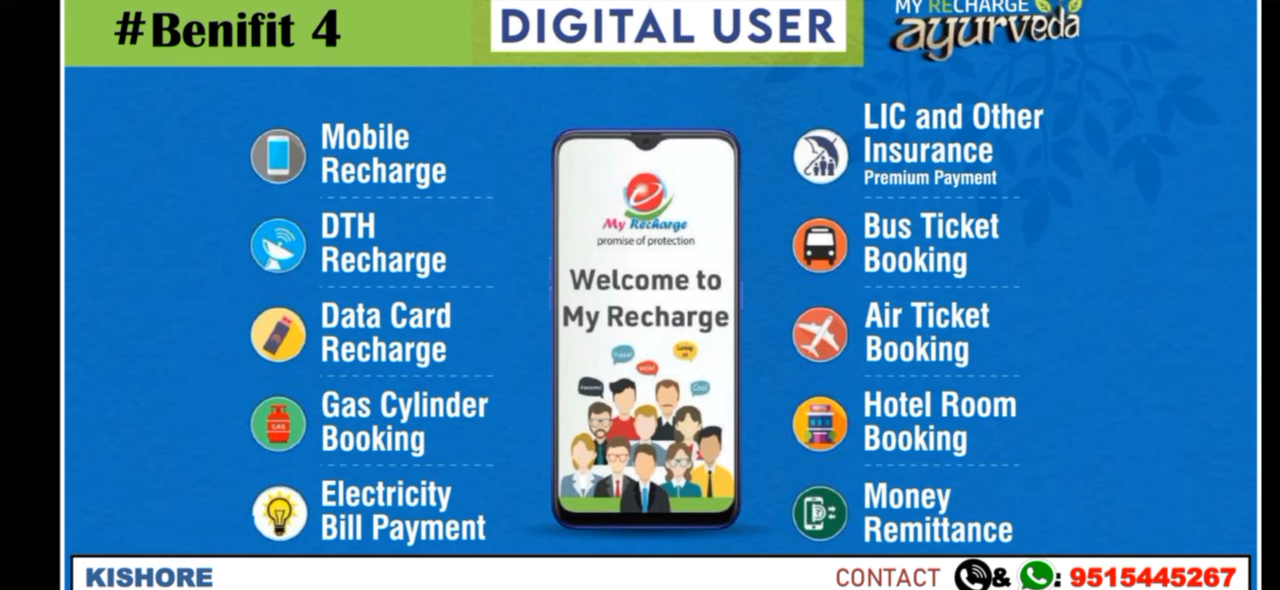 #Benifit 4
DIGITAL USER
MY RECHARGE
ayurveda
Mobile
Recharge
DTH
Recharge
Data Card
Recharge
Gas Cylinder
Booking
GAS
Electricity
Bill Payment
My Recharge
promise of protection
Welcome to
My Recharge
LIC and Other
Insurance
Premium Payment
Bus Ticket
Booking
Air Ticket
Booking
Hotel Room
Booking
Money
Remittance
KISHORE
CONTACT & : 9515445267